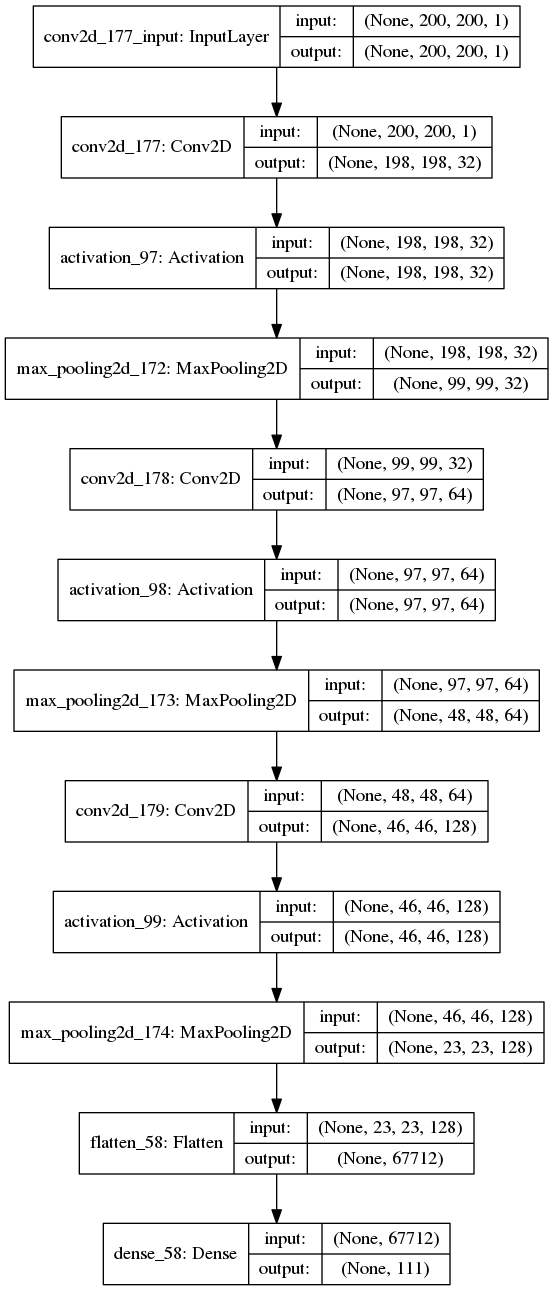 conv2d_177_input: InputLayer
input: (None, 200, 200, 1)
output: (None, 200, 200, 1)
conv2d_177: Conv2D
input: (None, 200, 200, 1)
output: (None, 198, 198, 32)
activation_97: Activation
input: (None, 198, 198, 32)
output: (None, 198, 198, 32)
max_pooling2d_172: MaxPooling2D
input: (None, 198, 198, 32)
output: (None, 99, 99, 32)
conv2d_178: Conv2D
input: (None, 99, 99, 32)
output: (None, 97, 97, 64)
activation_98: Activation
input: (None, 97, 97, 64)
output: (None, 97, 97, 64)
max_pooling2d_173: MaxPooling2D
input: (None, 97, 97, 64)
output: (None, 48, 48, 64)
conv2d_179: Conv2D
input: (None, 48, 48, 64)
output: (None, 46, 46, 128)
activation_99: Activation
input: (None, 46, 46, 128)
output: (None, 46, 46, 128)
max_pooling2d_174: MaxPooling2D
input: (None, 46, 46, 128)
output: (None, 23, 23, 128)
flatten_58: Flatten
input: (None, 23, 23, 128)
output: (None, 67712)
dense_58: Dense
input: (None, 67712)
output: (None, 111)